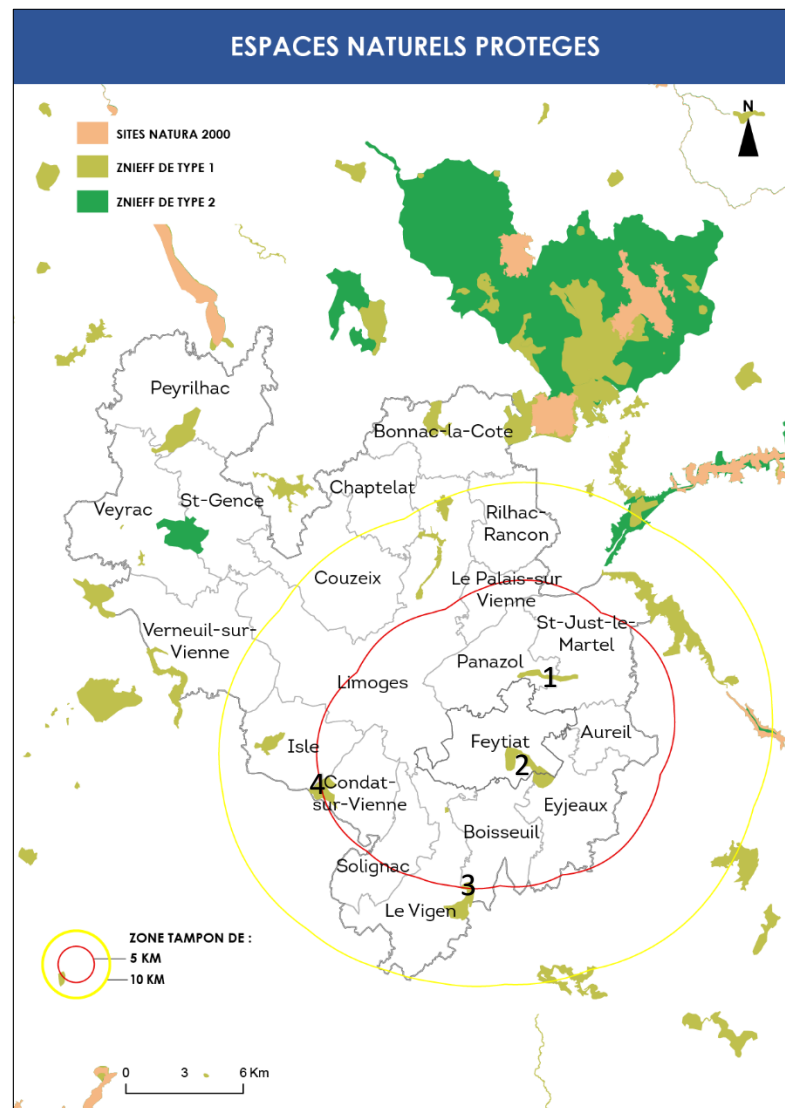 ESPACES NATURELS PROTEGES
N
SITES NATURA 2000
ZNIEFF DE TYPE 1
ZNIEFF DE TYPE 2
Peyrilhac
Bonnac-la-Cote
Chaptelat
Veyrac
St-Gence
Rilhac-
Rancon
Couzeix
Le Palais-sur
Vienne
Verneuil-sur-
Vienne
St-Just-le-
Martel
Panazol
1
Limoges
Feytiat
Aureil
Isle
2
4
Condat-
sur-Vienne
Eyjeaux
Boisseuil
Solignac
3
Le Vigen
ZONE TAMPON DE :
5 KM
10 KM
0 3 6 Km